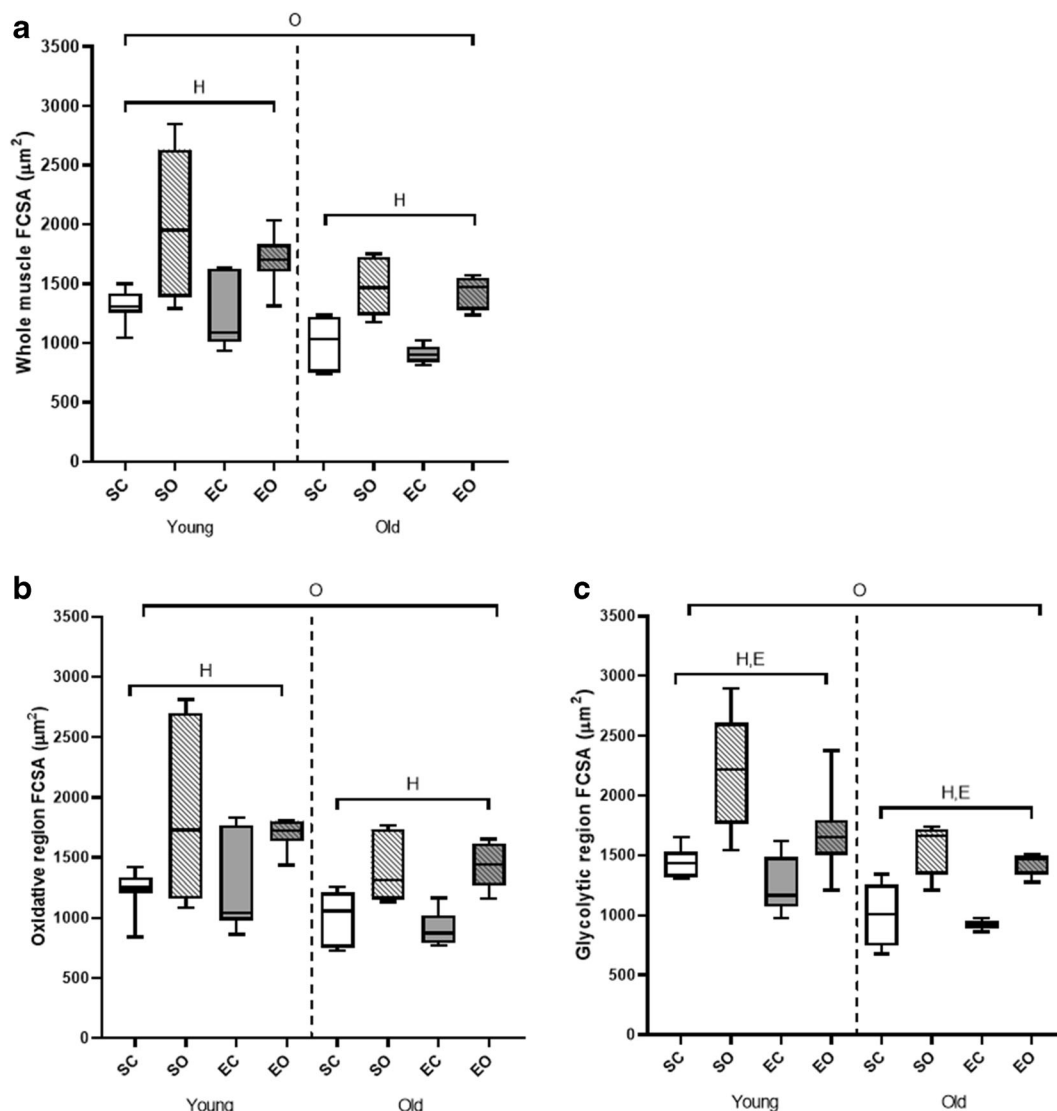 a
O
H
H
Whole muscle FCSA (µm²)
3500
3000
2500
2000
1500
1000
500
0
SC SO EC EO SC SO EC EO
Young Old
b
O
H
H
Oxidative region FCSA (µm²)
3500
3000
2500
2000
1500
1000
500
0
SC SO EC EO SC SO EC EO
Young Old
c
O
H,E
H,E
Glycolytic region FCSA (µm²)
3500
3000
2500
2000
1500
1000
500
0
SC SO EC EO SC SO EC EO
Young Old